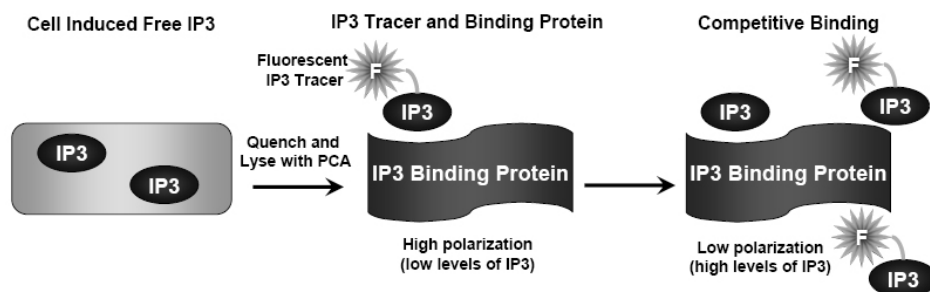 Cell Induced Free IP3
IP3
IP3
Quench and
Lyse with PCA
IP3 Tracer and Binding Protein
Fluorescent
IP3 Tracer
F
IP3
IP3 Binding Protein
High polarization
(low levels of IP3)
Competitive Binding
F
IP3
IP3
IP3 Binding Protein
Low polarization
(high levels of IP3)
F
IP3